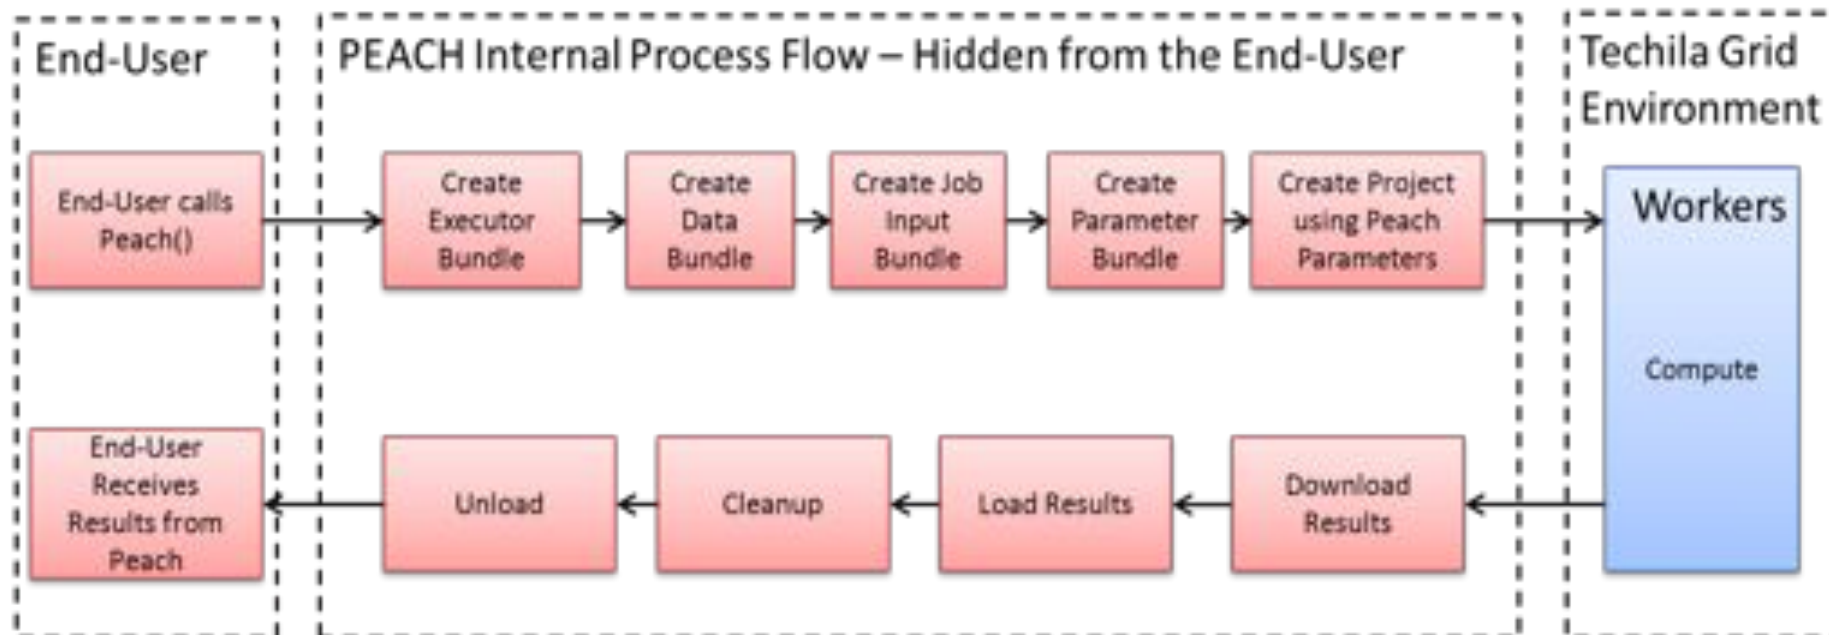 End-User
PEACH Internal Process Flow – Hidden from the End-User
Techila Grid
Environment
End-User calls
Peach()
Create
Executor
Bundle
Create
Data
Bundle
Create Job
Input
Bundle
Create
Parameter
Bundle
Create Project
using Peach
Parameters
Workers
Compute
End-User
Receives
Results from
Peach
Unload
Cleanup
Load Results
Download
Results